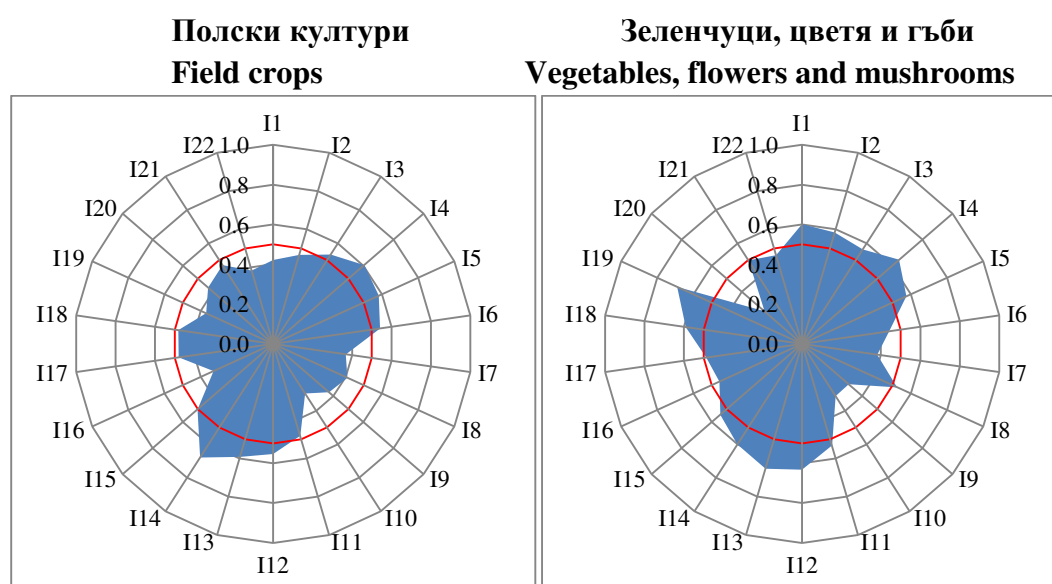 Полски култури
Field crops
Зеленчуци, цветя и гъби
Vegetables, flowers and mushrooms
I1
I2
I3
I4
I5
I6
I7
I8
I9
I10
I11
I12
I13
I14
I15
I16
I17
I18
I19
I20
I21
I22
1.0
0.8
0.6
0.4
0.2
0.0
I1
I2
I3
I4
I5
I6
I7
I8
I9
I10
I11
I12
I13
I14
I15
I16
I17
I18
I19
I20
I21
I22
1.0
0.8
0.6
0.4
0.2
0.0